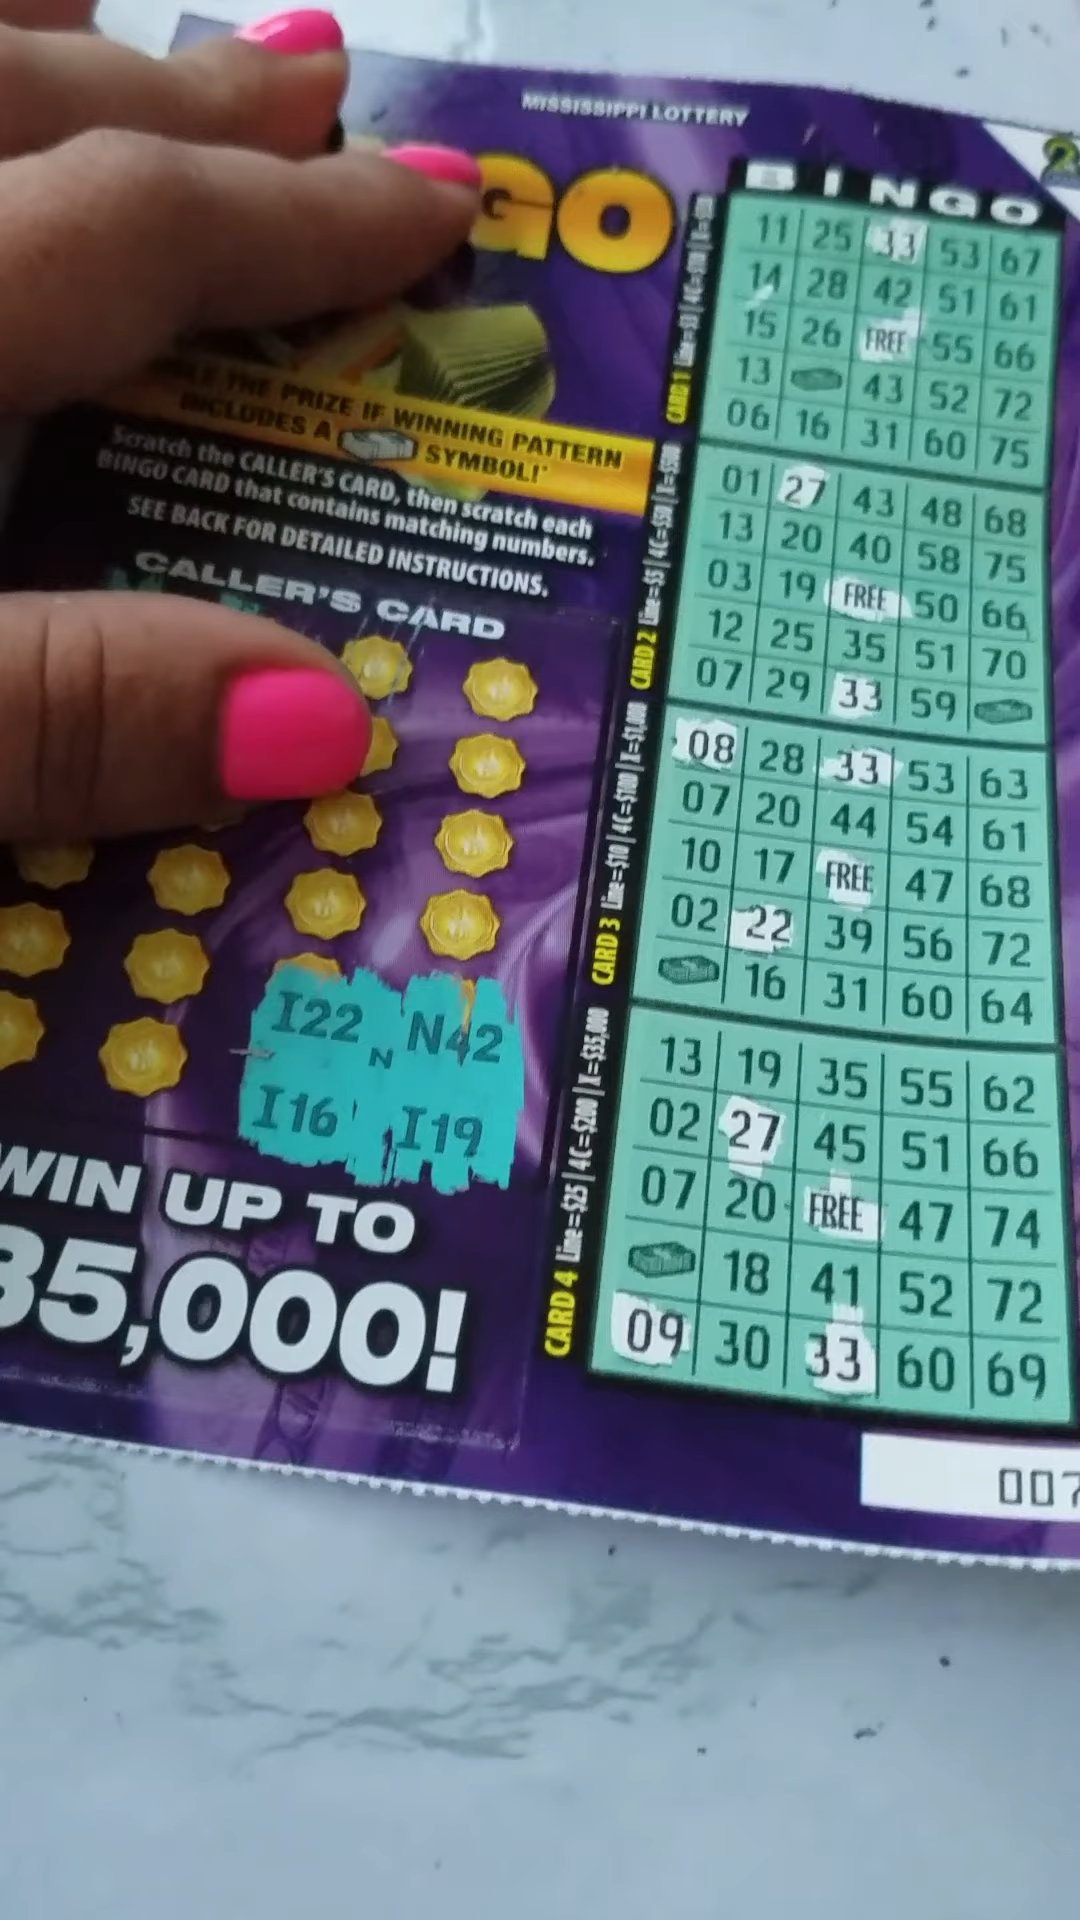 MISSISSIPPI LOTTERY
GO
THE PRIZE IF WINNING PATTERN
INCLUDES A SYMBOL!*
Scratch the CALLER'S CARD, then scratch each
BINGO CARD that contains matching numbers.
SEE BACK FOR DETAILED INSTRUCTIONS.
CALLER'S CARD
I22 N42
N
I16 I19
WIN UP TO
35,000!
BINGO
CARD 1
11 25 33 53 67
14 28 42 51 61
15 26 FREE 55 66
13 43 52 72
06 16 31 60 75
CARD 2 Line=$5 | 4C=$50 | X=$500
01 27 43 48 68
13 20 40 58 75
03 19 FREE 50 66
12 25 35 51 70
07 29 33 59
CARD 3 Line=$10 | 4C=$100 | X=$1,000
08 28 33 53 63
07 20 44 54 61
10 17 FREE 47 68
02 22 39 56 72
16 31 60 64
CARD 4 Line=$25 | 4C=$200 | X=$35,000
13 19 35 55 62
02 27 45 51 66
07 20 FREE 47 74
18 41 52 72
09 30 33 60 69
007